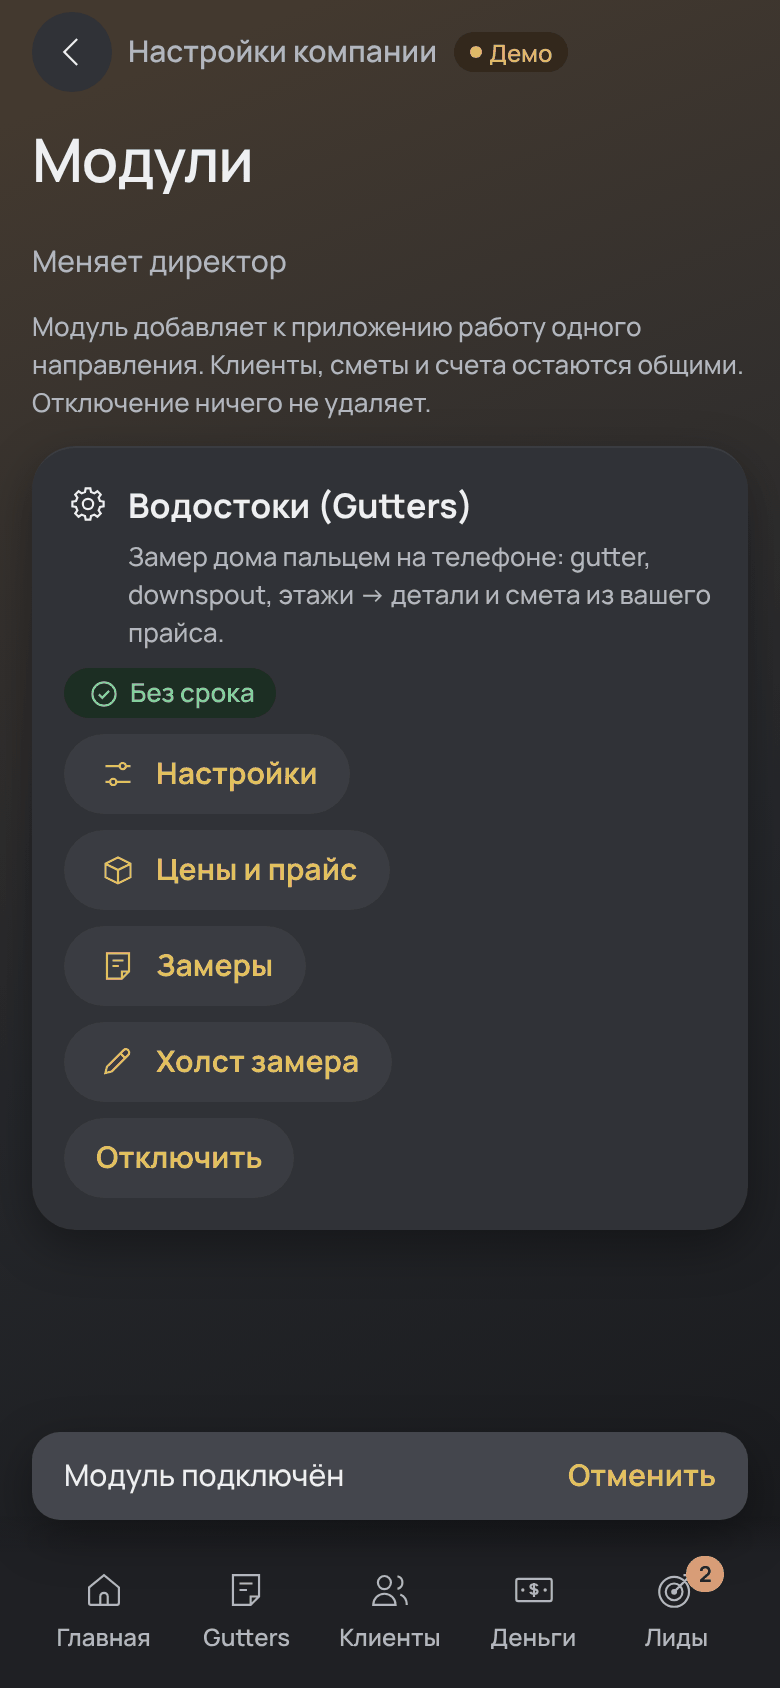 Настройки компании
Демо
Модули
Меняет директор
Модуль добавляет к приложению работу одного
направления. Клиенты, сметы и счета остаются общими.
Отключение ничего не удаляет.
Водостоки (Gutters)
Замер дома пальцем на телефоне: gutter,
downspout, этажи → детали и смета из вашего
прайса.
Без срока
Настройки
Цены и прайс
Замеры
Холст замера
Отключить
Модуль подключён
Отменить
2
Главная
Gutters
Клиенты
Деньги
Лиды